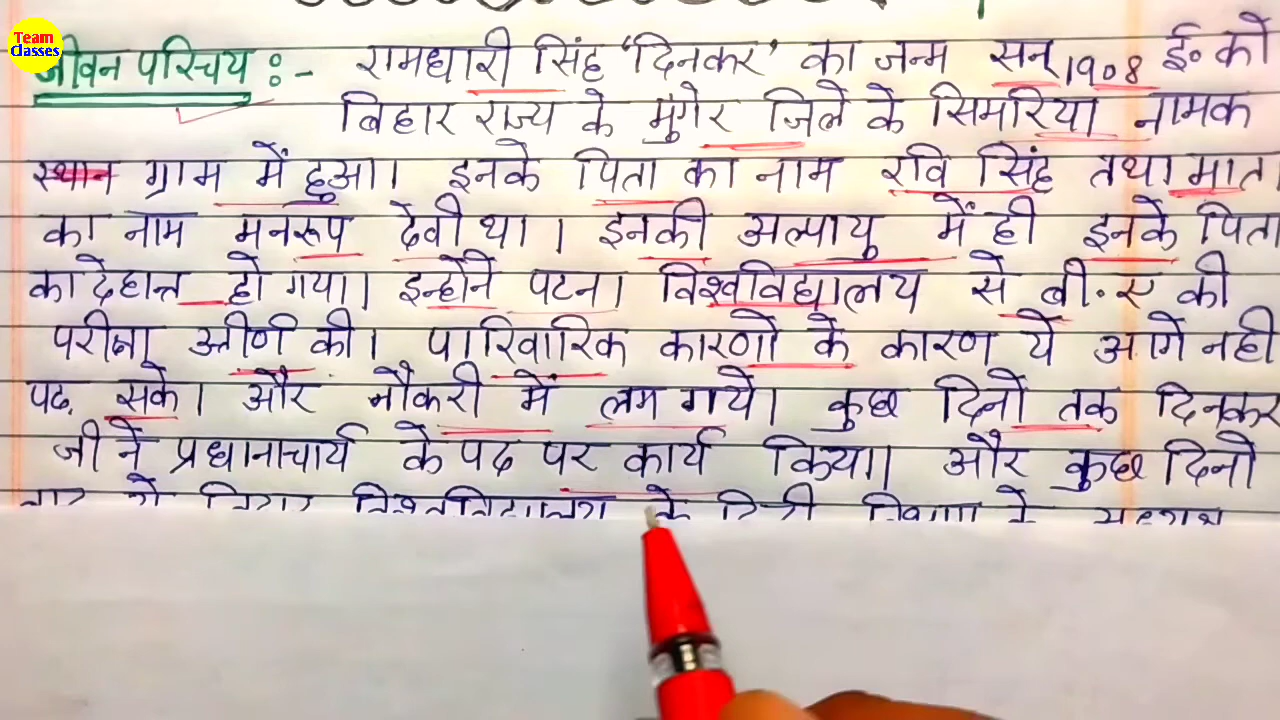 Team
Classes
जीवन परिचय :- रामधारी सिंह 'दिनकर' का जन्म सन् 1908 ई० को
बिहार राज्य के मुंगेर जिले के सिमरिया नामक
स्थान ग्राम में हुआ। इनके पिता का नाम रवि सिंह तथा मात
का नाम मनरूप देवी था। इनकी अल्पायु में ही इनके पिता
का देहान्त हो गया। इन्होंने पटना विश्वविद्यालय से बी.ए की
परीक्षा उत्तीर्ण की। पारिवारिक कारणों के कारण ये आगे नही
पढ़ सके। और नौकरी में लग गये। कुछ दिनों तक दिनकर
जी ने प्रधानाचार्य के पद पर कार्य किया। और कुछ दिनों